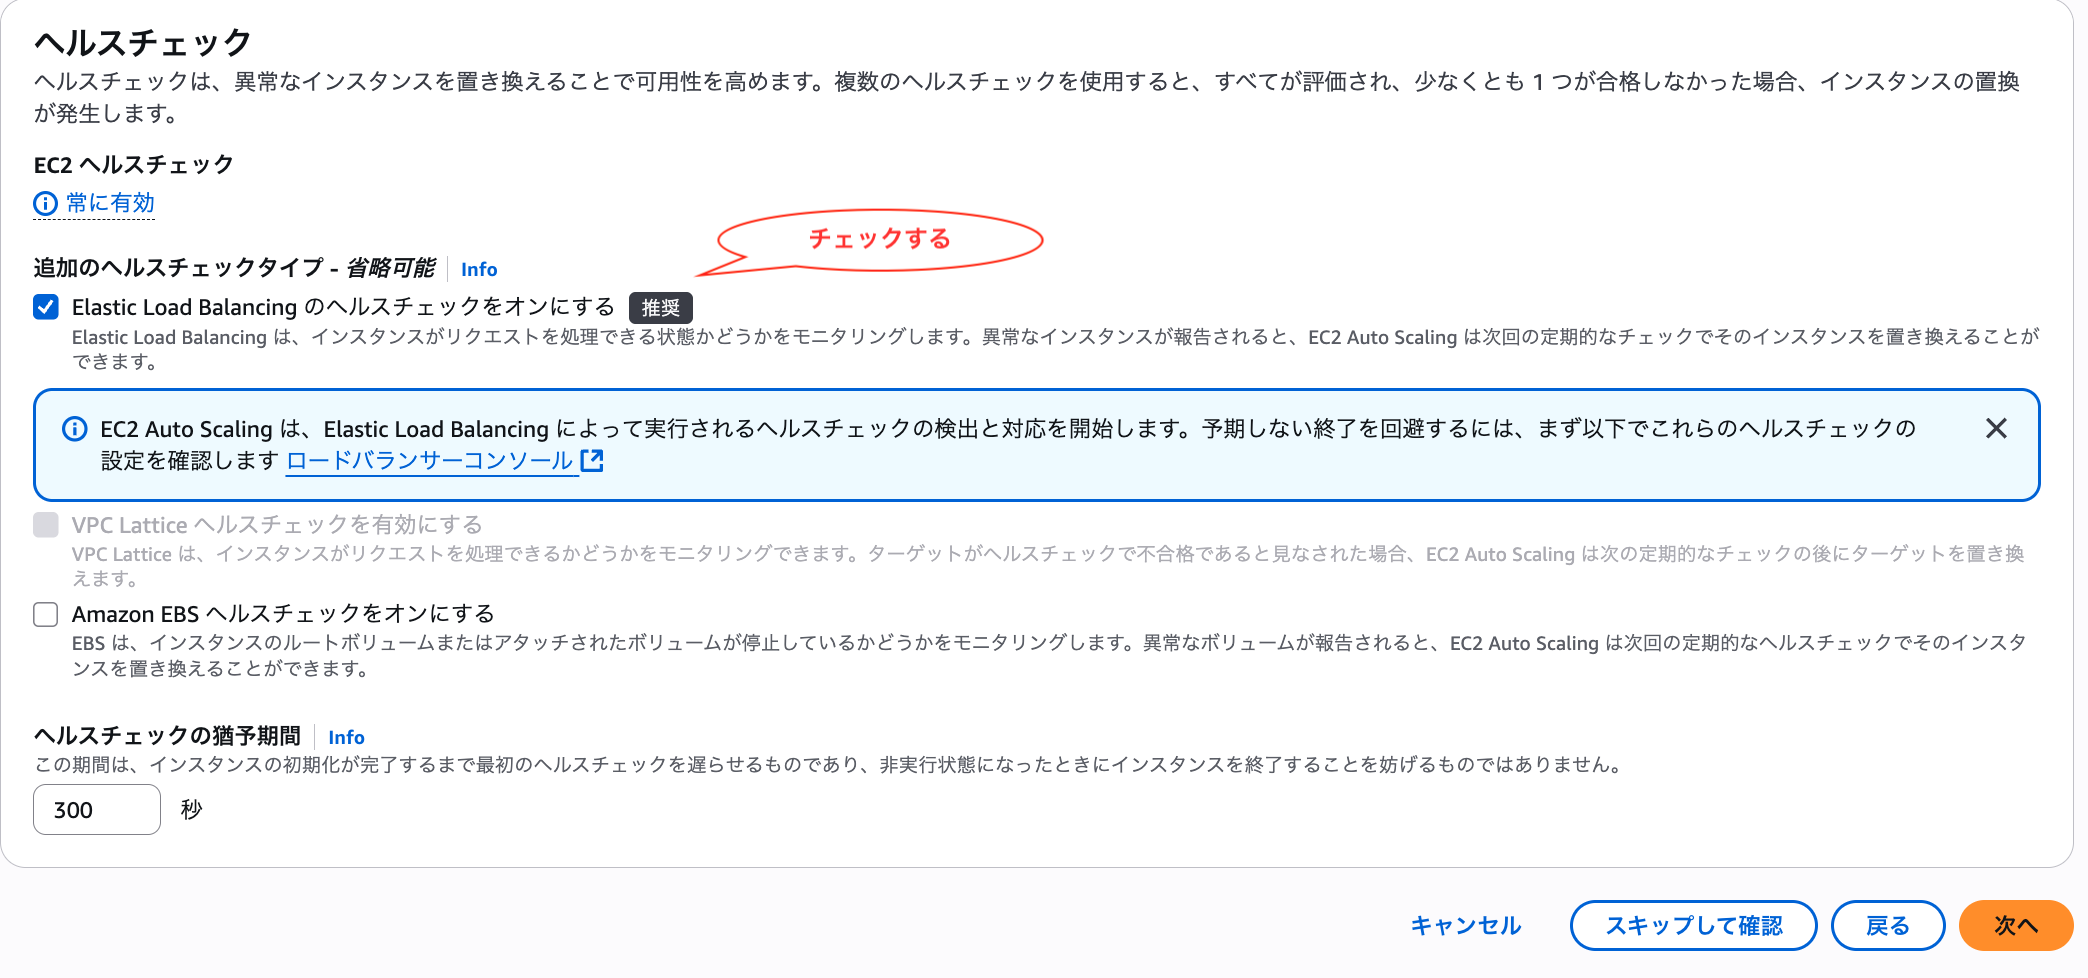 ヘルスチェック
ヘルスチェックは、異常なインスタンスを置き換えることで可用性を高めます。複数のヘルスチェックを使用すると、すべてが評価され、少なくとも 1 つが合格しなかった場合、インスタンスの置換
が発生します。
EC2 ヘルスチェック
常に有効
チェックする
追加のヘルスチェックタイプ - 省略可能 Info
Elastic Load Balancing のヘルスチェックをオンにする 推奨
Elastic Load Balancing は、インスタンスがリクエストを処理できる状態かどうかをモニタリングします。異常なインスタンスが報告されると、EC2 Auto Scaling は次回の定期的なチェックでそのインスタンスを置き換えることが
できます。
EC2 Auto Scaling は、Elastic Load Balancing によって実行されるヘルスチェックの検出と対応を開始します。予期しない終了を回避するには、まず以下でこれらのヘルスチェックの
設定を確認します ロードバランサーコンソール
VPC Lattice ヘルスチェックを有効にする
VPC Lattice は、インスタンスがリクエストを処理できるかどうかをモニタリングできます。ターゲットがヘルスチェックで不合格であると見なされた場合、EC2 Auto Scaling は次の定期的なチェックの後にターゲットを置き換
えます。
Amazon EBS ヘルスチェックをオンにする
EBS は、インスタンスのルートボリュームまたはアタッチされたボリュームが停止しているかどうかをモニタリングします。異常なボリュームが報告されると、EC2 Auto Scaling は次回の定期的なヘルスチェックでそのインスタ
ンスを置き換えることができます。
ヘルスチェックの猶予期間 Info
この期間は、インスタンスの初期化が完了するまで最初のヘルスチェックを遅らせるものであり、非実行状態になったときにインスタンスを終了することを妨げるものではありません。
300 秒
キャンセル スキップして確認 戻る 次へ